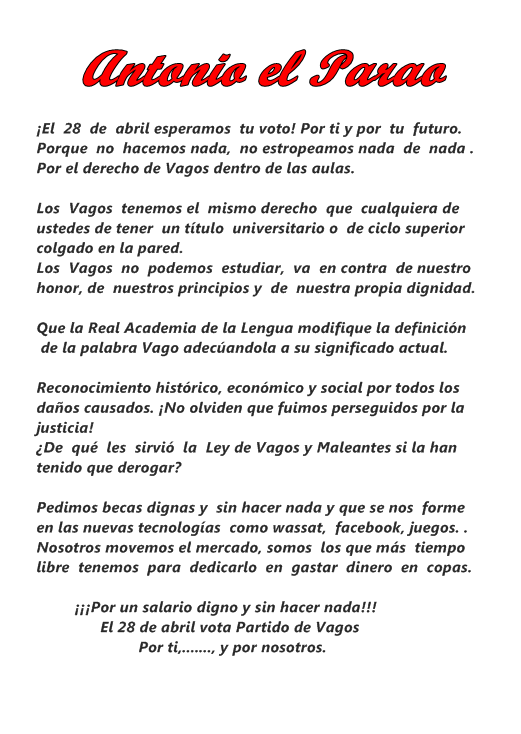 Antonio el Parao
¡El 28 de abril esperamos tu voto! Por ti y por tu futuro.
Porque no hacemos nada, no estropeamos nada de nada .
Por el derecho de Vagos dentro de las aulas.
Los Vagos tenemos el mismo derecho que cualquiera de
ustedes de tener un título universitario o de ciclo superior
colgado en la pared.
Los Vagos no podemos estudiar, va en contra de nuestro
honor, de nuestros principios y de nuestra propia dignidad.
Que la Real Academia de la Lengua modifique la definición
de la palabra Vago adecúandola a su significado actual.
Reconocimiento histórico, económico y social por todos los
daños causados. ¡No olviden que fuimos perseguidos por la
justicia!
¿De qué les sirvió la Ley de Vagos y Maleantes si la han
tenido que derogar?
Pedimos becas dignas y sin hacer nada y que se nos forme
en las nuevas tecnologías como wassat, facebook, juegos. .
Nosotros movemos el mercado, somos los que más tiempo
libre tenemos para dedicarlo en gastar dinero en copas.
¡¡¡Por un salario digno y sin hacer nada!!!
El 28 de abril vota Partido de Vagos
Por ti,......., y por nosotros.